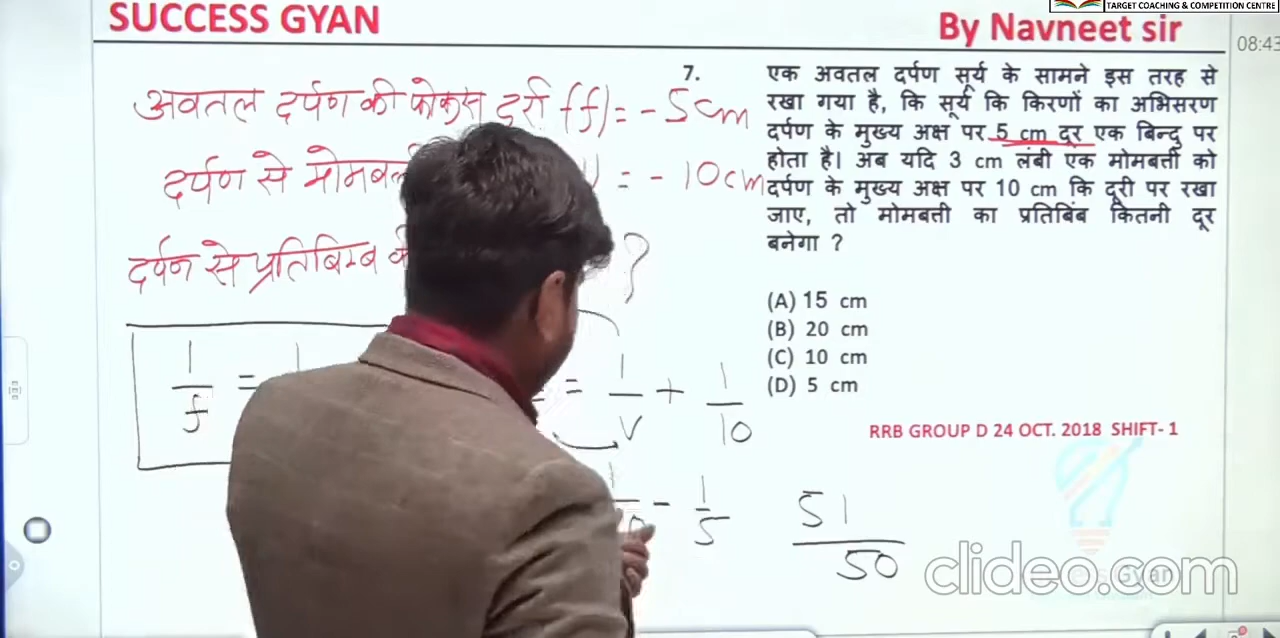 TARGET COACHING & COMPETITION CENTRE
SUCCESS GYAN
By Navneet sir
08:43
अवतल दर्पण की फोकस दूरी (f) = - 5cm
दर्पण से = - 10cm
दर्पन से प्रतिबिम्ब ?
1/f =
= 1/v + 1/10
- 1/5
51
50
7.
एक अवतल दर्पण सूर्य के सामने इस तरह से
रखा गया है, कि सूर्य कि किरणों का अभिसरण
दर्पण के मुख्य अक्ष पर 5 cm दूर एक बिन्दु पर
होता है। अब यदि 3 cm लंबी एक मोमबत्ती को
दर्पण के मुख्य अक्ष पर 10 cm कि दूरी पर रखा
जाए, तो मोमबत्ती का प्रतिबिंब कितनी दूर
बनेगा ?
(A) 15 cm
(B) 20 cm
(C) 10 cm
(D) 5 cm
RRB GROUP D 24 OCT. 2018 SHIFT- 1
clideo.com